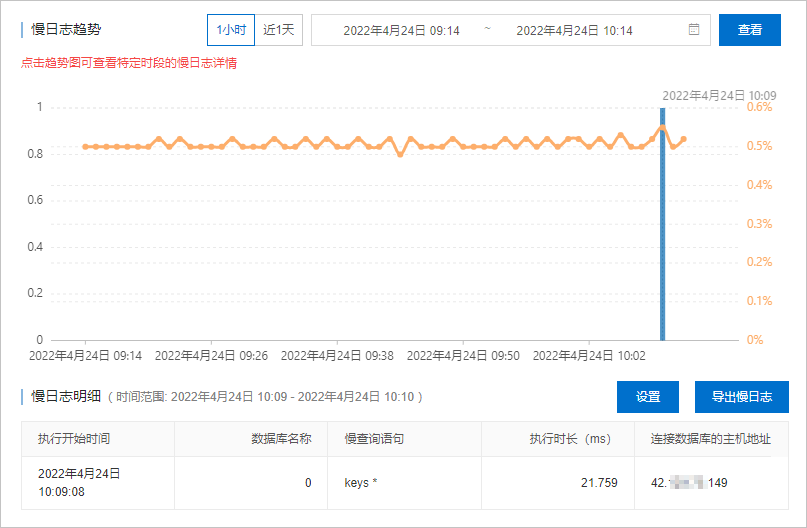 慢日志趋势 1小时 近1天 2022年4月24日 09:14 ~ 2022年4月24日 10:14 查看
点击趋势图可查看特定时段的慢日志详情
2022年4月24日 10:09
1 0.6%
0.8 0.5%
0.4%
0.6
0.3%
0.4
0.2%
0.2 0.1%
0 0%
2022年4月24日 09:14 2022年4月24日 09:26 2022年4月24日 09:38 2022年4月24日 09:50 2022年4月24日 10:02
慢日志明细 ( 时间范围: 2022年4月24日 10:09 - 2022年4月24日 10:10 ) 设置 导出慢日志
执行开始时间 数据库名称 慢查询语句 执行时长（ms） 连接数据库的主机地址
2022年4月24日
10:09:08 0 keys * 21.759 42. .149